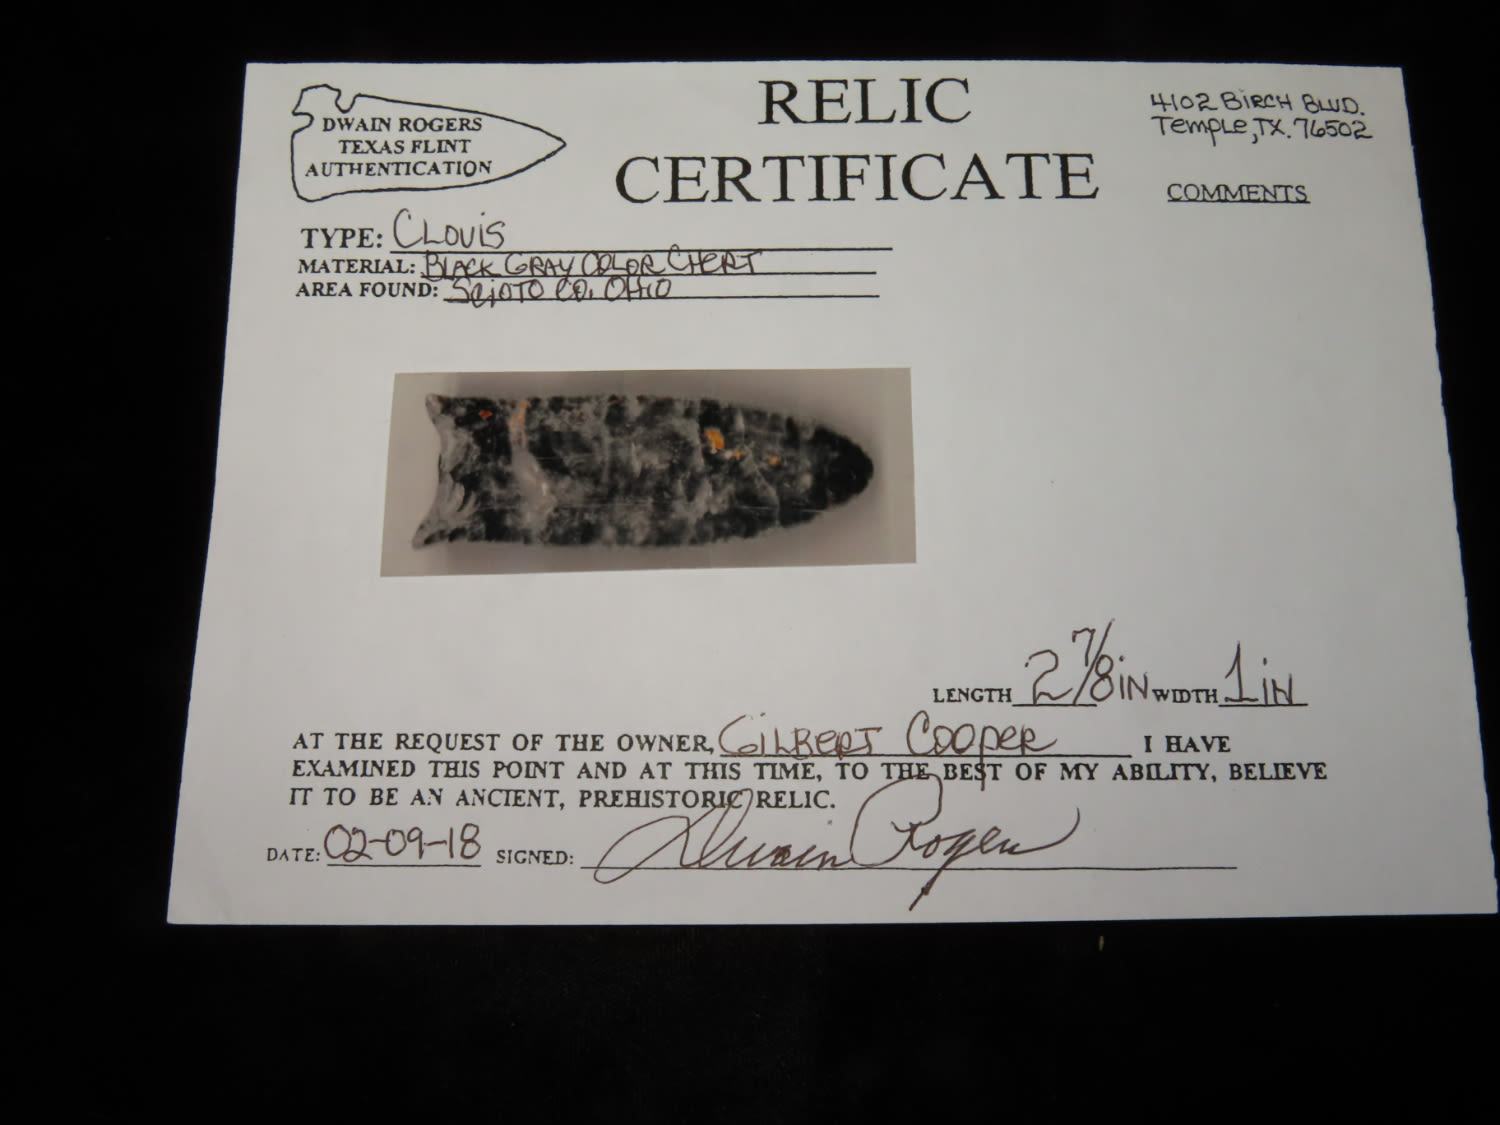 DWAIN ROGERS
TEXAS FLINT
AUTHENTICATION
RELIC
CERTIFICATE
4102 BIRCH BLVD.
Temple, TX. 76502
COMMENTS
TYPE: CLOVIS
MATERIAL: BLACK GRAY COLOR CHERT
AREA FOUND: SCIOTO CO. OHIO
LENGTH 2 7/8 IN WIDTH 1 IN
AT THE REQUEST OF THE OWNER, GILBERT COOPER I HAVE
EXAMINED THIS POINT AND AT THIS TIME, TO THE BEST OF MY ABILITY, BELIEVE
IT TO BE AN ANCIENT, PREHISTORIC RELIC.
DATE: 02-09-18 SIGNED: Dwain Rogers